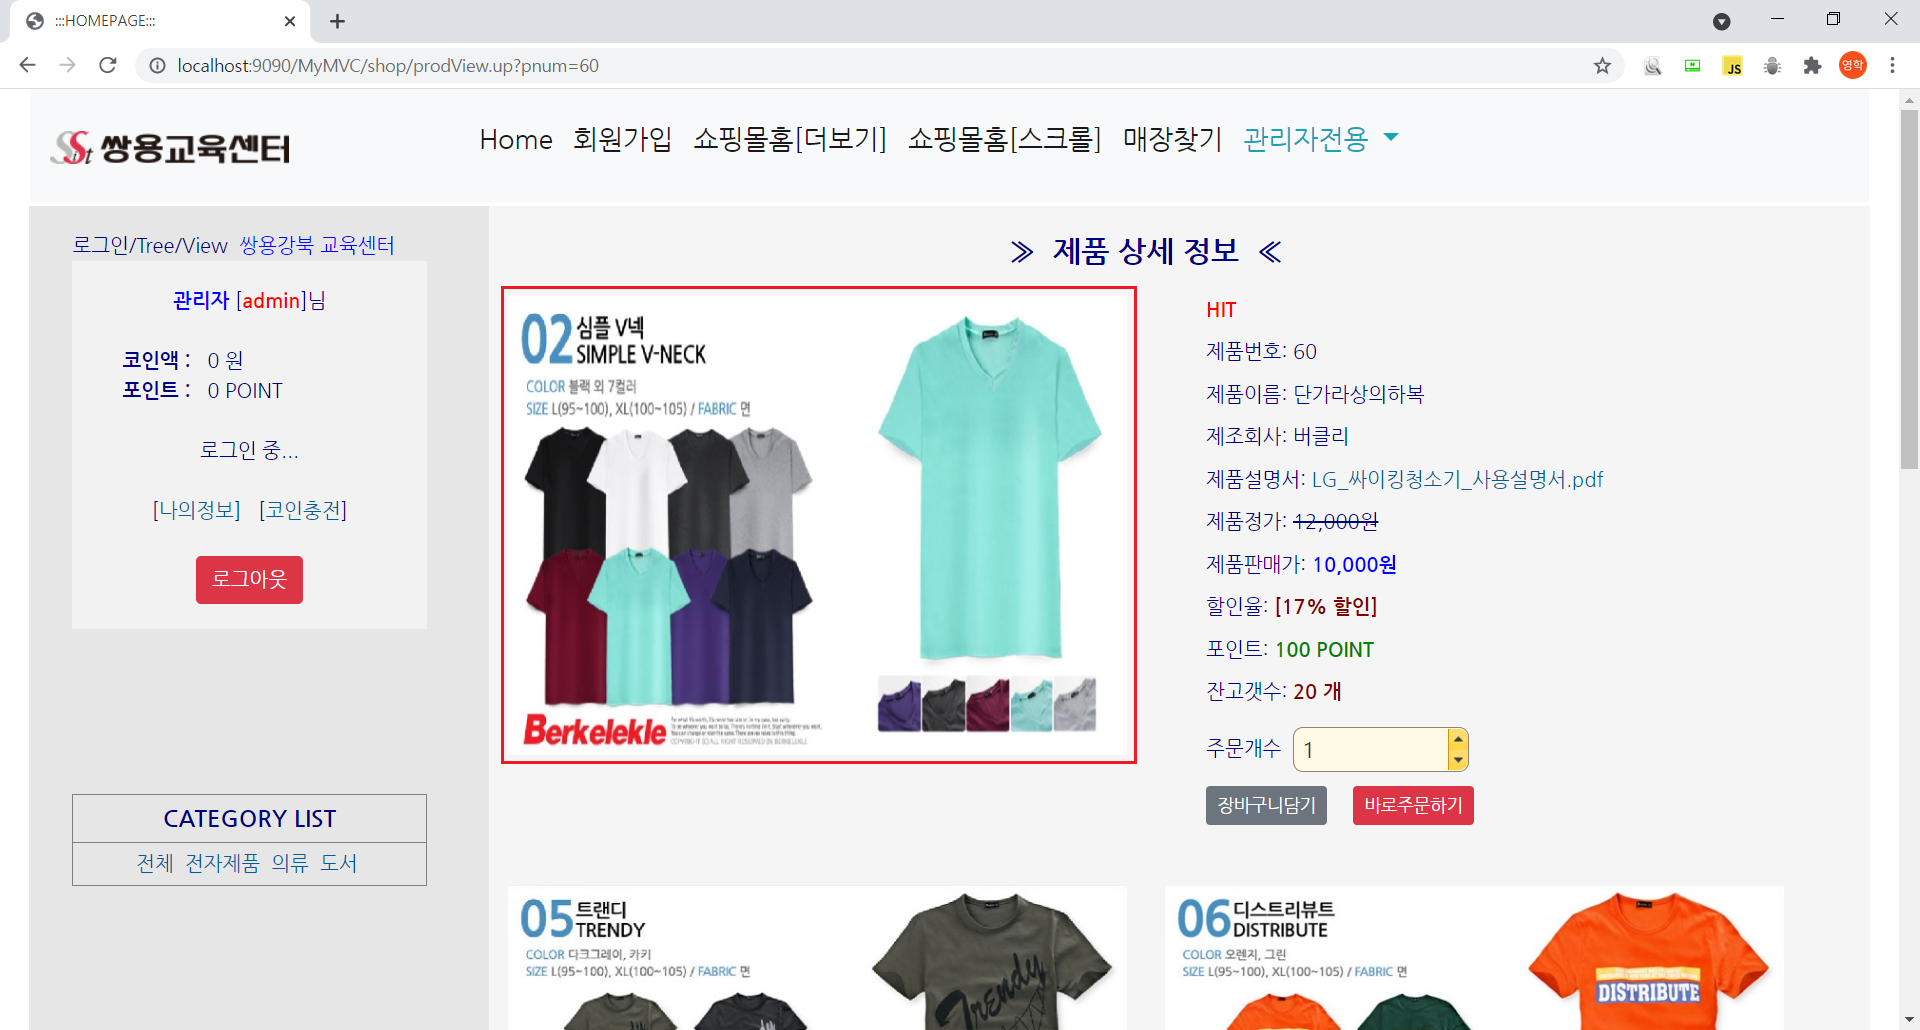 :::HOMEPAGE:::
localhost:9090/MyMVC/shop/prodView.up?pnum=60
JS
영학
SSist 쌍용교육센터
Home 회원가입 쇼핑몰홈[더보기] 쇼핑몰홈[스크롤] 매장찾기 관리자전용
로그인/Tree/View 쌍용강북 교육센터
관리자 [admin]님
코인액 : 0 원
포인트 : 0 POINT
로그인 중...
[나의정보] [코인충전]
로그아웃
CATEGORY LIST
전체 전자제품 의류 도서
≫ 제품 상세 정보 ≪
02 심플 V넥
SIMPLE V-NECK
COLOR 블랙 외 7컬러
SIZE L(95~100), XL(100~105) / FABRIC 면
Berkelekle
HIT
제품번호: 60
제품이름: 단가라상의하복
제조회사: 버클리
제품설명서: LG_싸이킹청소기_사용설명서.pdf
제품정가: 12,000원
제품판매가: 10,000원
할인율: [17% 할인]
포인트: 100 POINT
잔고갯수: 20 개
주문개수 1
장바구니담기 바로주문하기
05 트랜디
TRENDY
COLOR 다크그레이, 카키
SIZE L(95~100), XL(100~105) / FABRIC 면
Trendy
06 디스트리뷰트
DISTRIBUTE
COLOR 오렌지, 그린
SIZE L(95~100), XL(100~105) / FABRIC 면
DISTRIBUTE